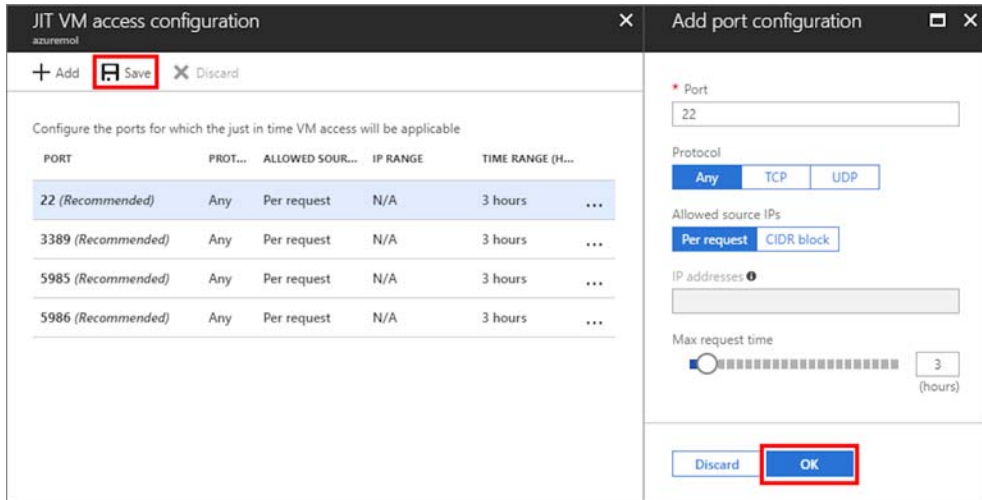 JIT VM access configuration
azuremol
Add Save Discard
Configure the ports for which the just in time VM access will be applicable
PORT PROT... ALLOWED SOUR... IP RANGE TIME RANGE (H...
22 (Recommended) Any Per request N/A 3 hours ...
3389 (Recommended) Any Per request N/A 3 hours ...
5985 (Recommended) Any Per request N/A 3 hours ...
5986 (Recommended) Any Per request N/A 3 hours ...
Add port configuration
* Port
22
Protocol
Any TCP UDP
Allowed source IPs
Per request CIDR block
IP addresses
Max request time
3
(hours)
Discard OK